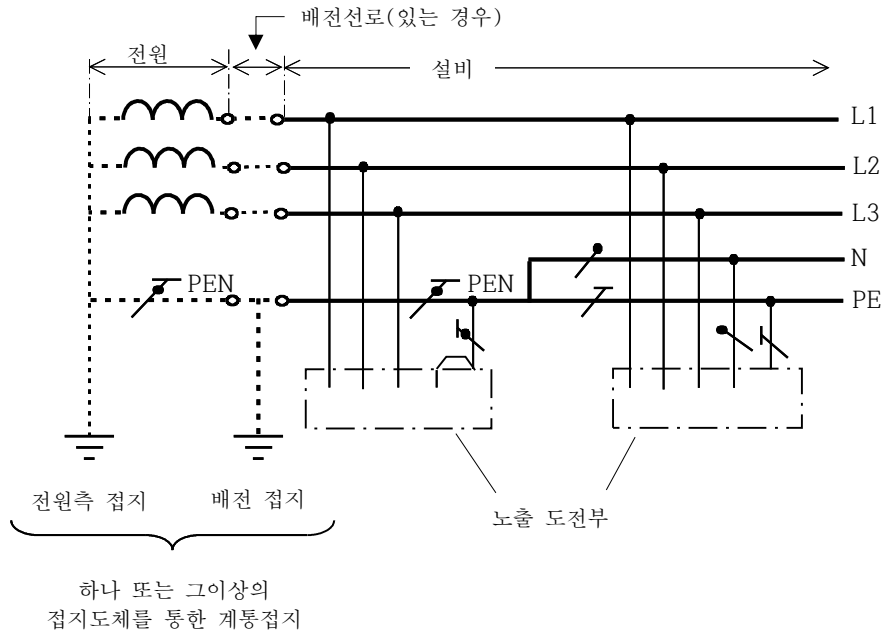 배전선로(있는 경우)
전원
설비
L1
L2
L3
N
PEN
PEN
PE
전원측 접지
배전 접지
노출 도전부
하나 또는 그이상의
접지도체를 통한 계통접지